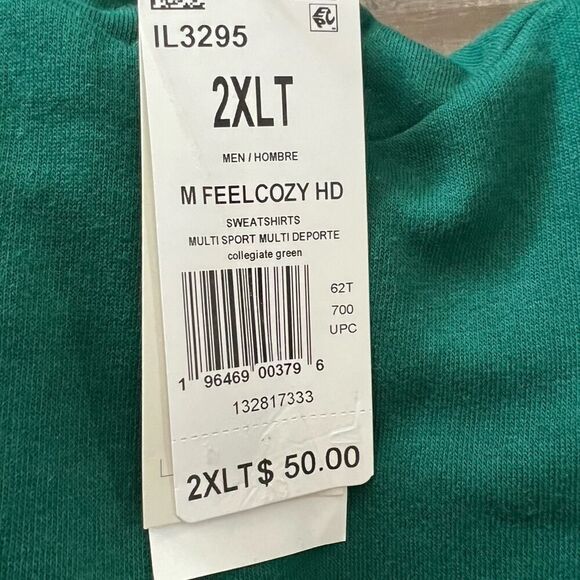 IL3295
2XLT
MEN / HOMBRE
M FEELCOZY HD
SWEATSHIRTS
MULTI SPORT MULTI DEPORTE
collegiate green
62T
700
UPC
1 96469 00379 6
132817333
2XLT $ 50.00